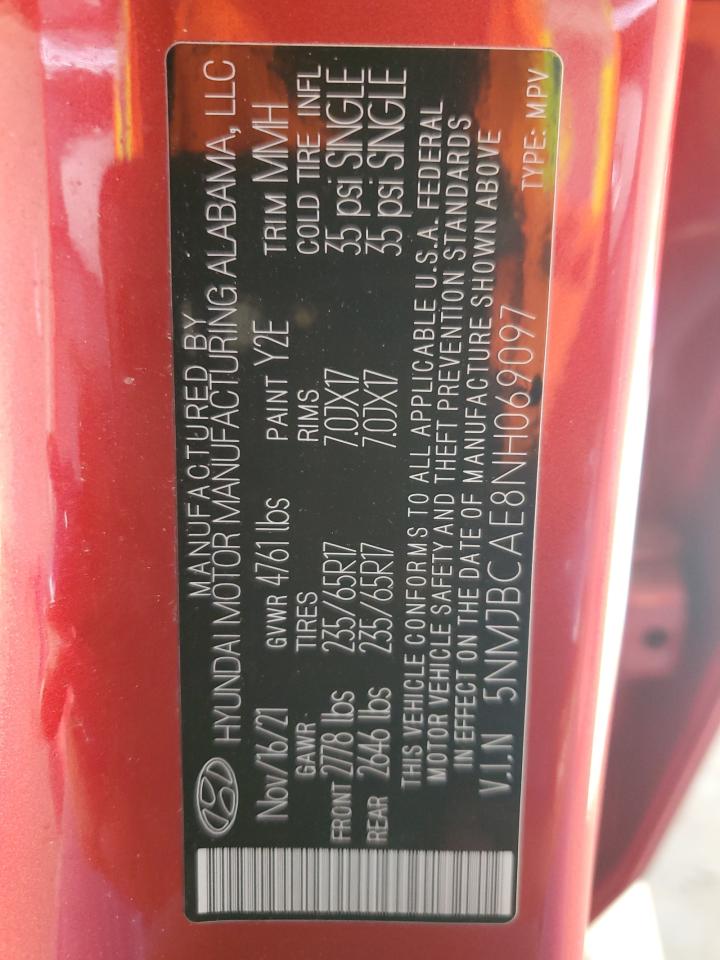 MANUFACTURED BY
HYUNDAI MOTOR MANUFACTURING ALABAMA, LLC
Nov/16/21 GVWR 4761 lbs PAINT Y2E TRIM MMH
GAWR TIRES RIMS COLD TIRE INFL
FRONT 2778 lbs 235/65R17 7.0JX17 35 psi SINGLE
REAR 2646 lbs 235/65R17 7.0JX17 35 psi SINGLE
THIS VEHICLE CONFORMS TO ALL APPLICABLE U.S.A. FEDERAL
MOTOR VEHICLE SAFETY AND THEFT PREVENTION STANDARDS
IN EFFECT ON THE DATE OF MANUFACTURE SHOWN ABOVE
V.I.N 5NMJBCAE8NH069097 TYPE: MPV